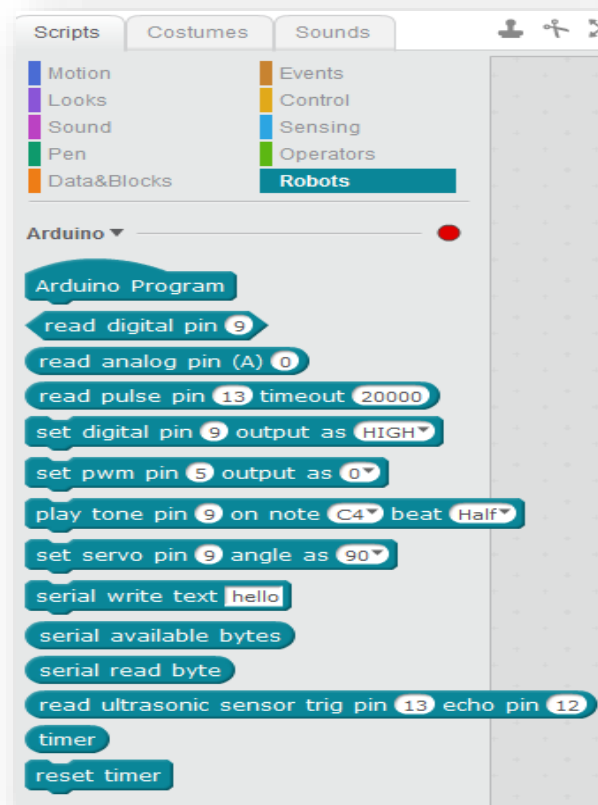 Scripts Costumes Sounds
Motion Events
Looks Control
Sound Sensing
Pen Operators
Data&Blocks Robots
Arduino
Arduino Program
read digital pin 9
read analog pin (A) 0
read pulse pin 13 timeout 20000
set digital pin 9 output as HIGH
set pwm pin 5 output as 0
play tone pin 9 on note C4 beat Half
set servo pin 9 angle as 90
serial write text hello
serial available bytes
serial read byte
read ultrasonic sensor trig pin 13 echo pin 12
timer
reset timer